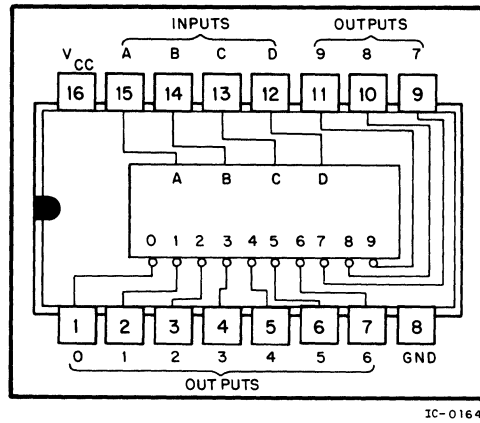 INPUTS OUTPUTS
VCC A B C D 9 8 7
16 15 14 13 12 11 10 9
A B C D
0 1 2 3 4 5 6 7 8 9
1 2 3 4 5 6 7 8
0 1 2 3 4 5 6 GND
OUT PUTS
IC-0164